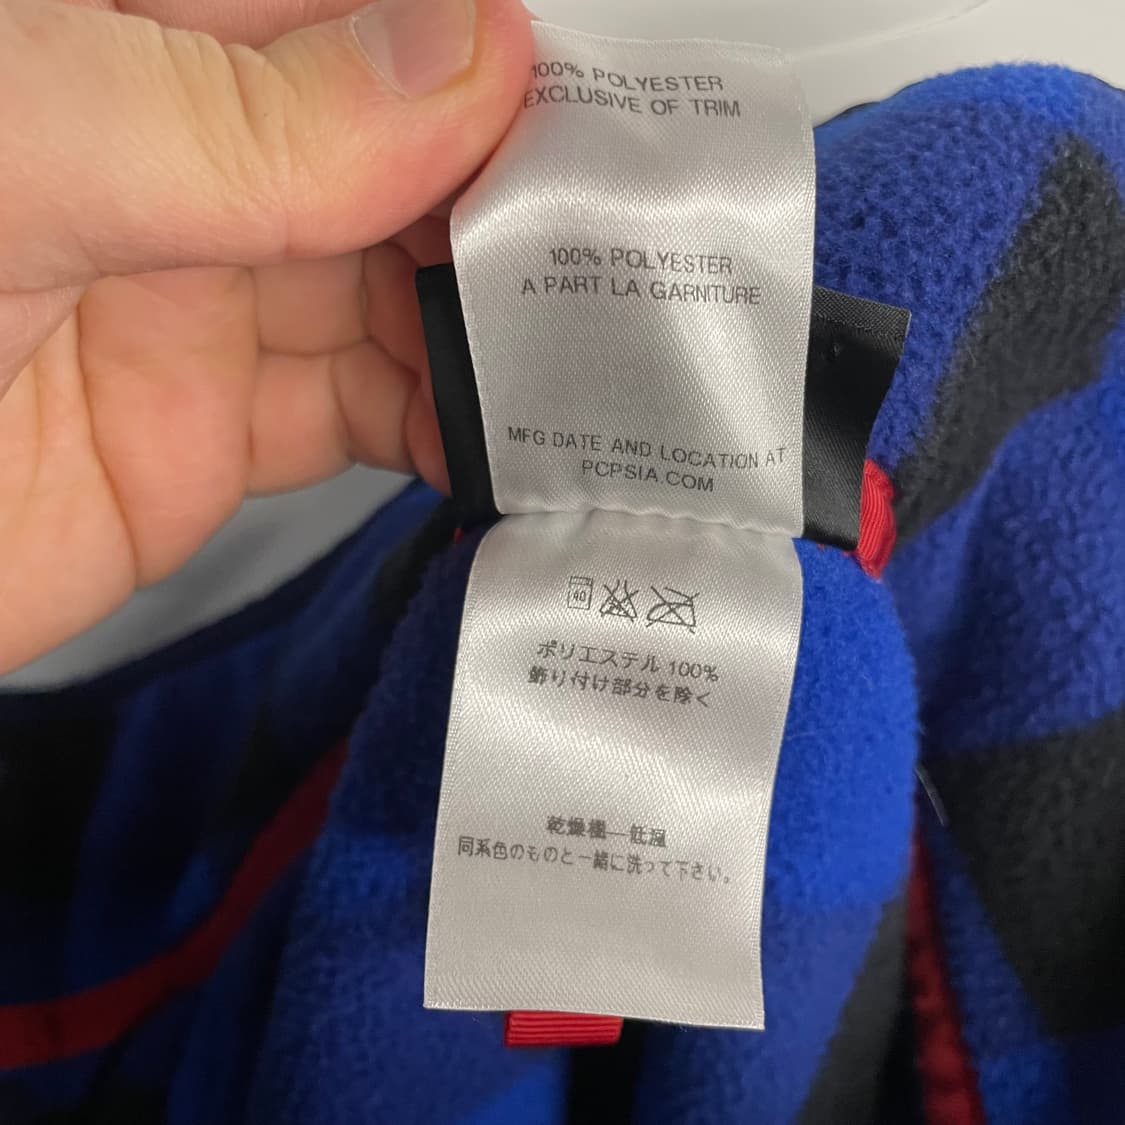 100% POLYESTER
EXCLUSIVE OF TRIM
100% POLYESTER
A PART LA GARNITURE
MFG DATE AND LOCATION AT
PCPSIA.COM
40
ポリエステル 100%
飾り付け部分を除く
乾燥機—低温
同系色のものと一緒に洗って下さい。